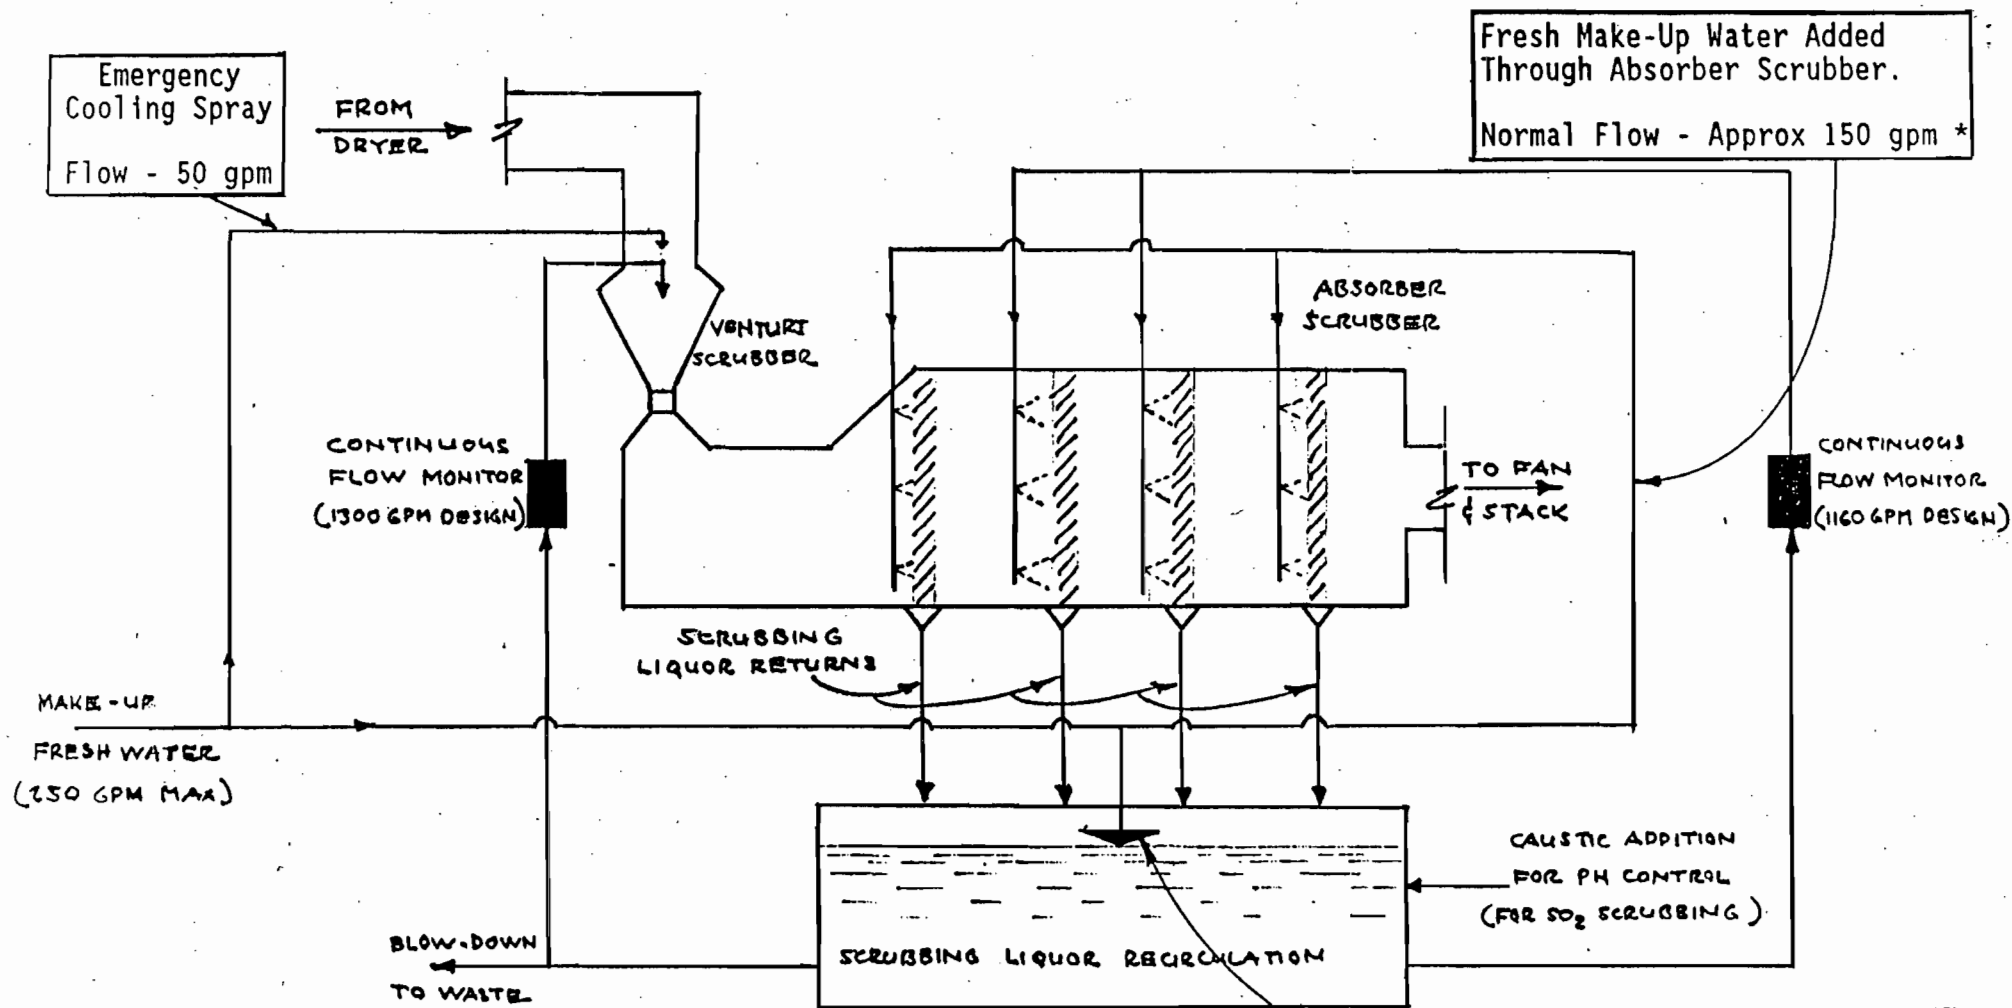 Emergency
Cooling Spray
Flow - 50 gpm
FROM
DRYER
Fresh Make-Up Water Added
Through Absorber Scrubber.
Normal Flow - Approx 150 gpm *
VENTURI
SCRUBBER
ABSORBER
SCRUBBER
CONTINUOUS
FLOW MONITOR
(1300 GPM DESIGN)
TO FAN
& STACK
CONTINUOUS
FLOW MONITOR
(1160 GPM DESIGN)
SCRUBBING
LIQUOR RETURNS
MAKE-UP
FRESH WATER
(250 GPM MAX)
CAUSTIC ADDITION
FOR PH CONTROL
(FOR SO₂ SCRUBBING)
BLOW-DOWN
TO WASTE
SCRUBBING LIQUOR RECIRCULATION